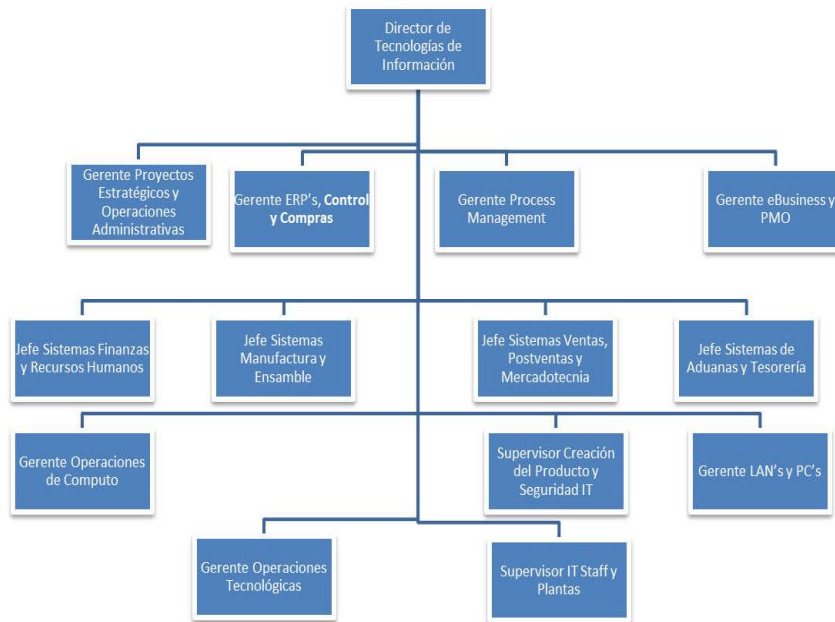 Director de
Tecnologías de
Información
Gerente Proyectos
Estratégicos y
Operaciones
Administrativas
Gerente ERP's, Control
y Compras
Gerente Process
Management
Gerente eBusiness y
PMO
Jefe Sistemas Finanzas
y Recursos Humanos
Jefe Sistemas
Manufactura y
Ensamble
Jefe Sistemas Ventas,
Postventas y
Mercadotecnia
Jefe Sistemas de
Aduanas y Tesorería
Gerente Operaciones
de Computo
Supervisor Creación
del Producto y
Seguridad IT
Gerente LAN's y PC's
Gerente Operaciones
Tecnológicas
Supervisor IT Staff y
Plantas